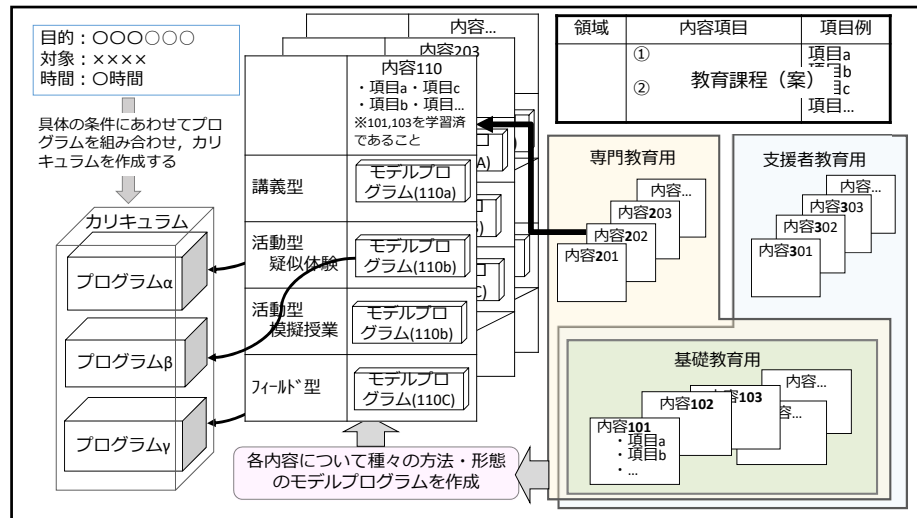 目的：〇〇〇〇〇〇
対象：××××
時間：〇時間
具体の条件にあわせてプロ
グラムを組み合わせ，カリ
キュラムを作成する
カリキュラム
プログラムα
プログラムβ
プログラムγ
内容…
内容203
内容110
・項目a・項目c
・項目b・項目…
※101,103を学習済
であること
講義型
モデルプロ
グラム(110a)
活動型
疑似体験
モデルプロ
グラム(110b)
活動型
模擬授業
モデルプロ
グラム(110b)
ﾌｨｰﾙﾄﾞ型
モデルプロ
グラム(110C)
A)
C)
各内容について種々の方法・形態
のモデルプログラムを作成
領域
内容項目
項目例
①
②
項目a
項目…
教育課程（案）
専門教育用
内容…
内容203
内容202
内容201
支援者教育用
内容…
内容303
内容302
内容301
基礎教育用
内容…
内容…
内容103
内容102
内容101
・項目a
・項目b
・…